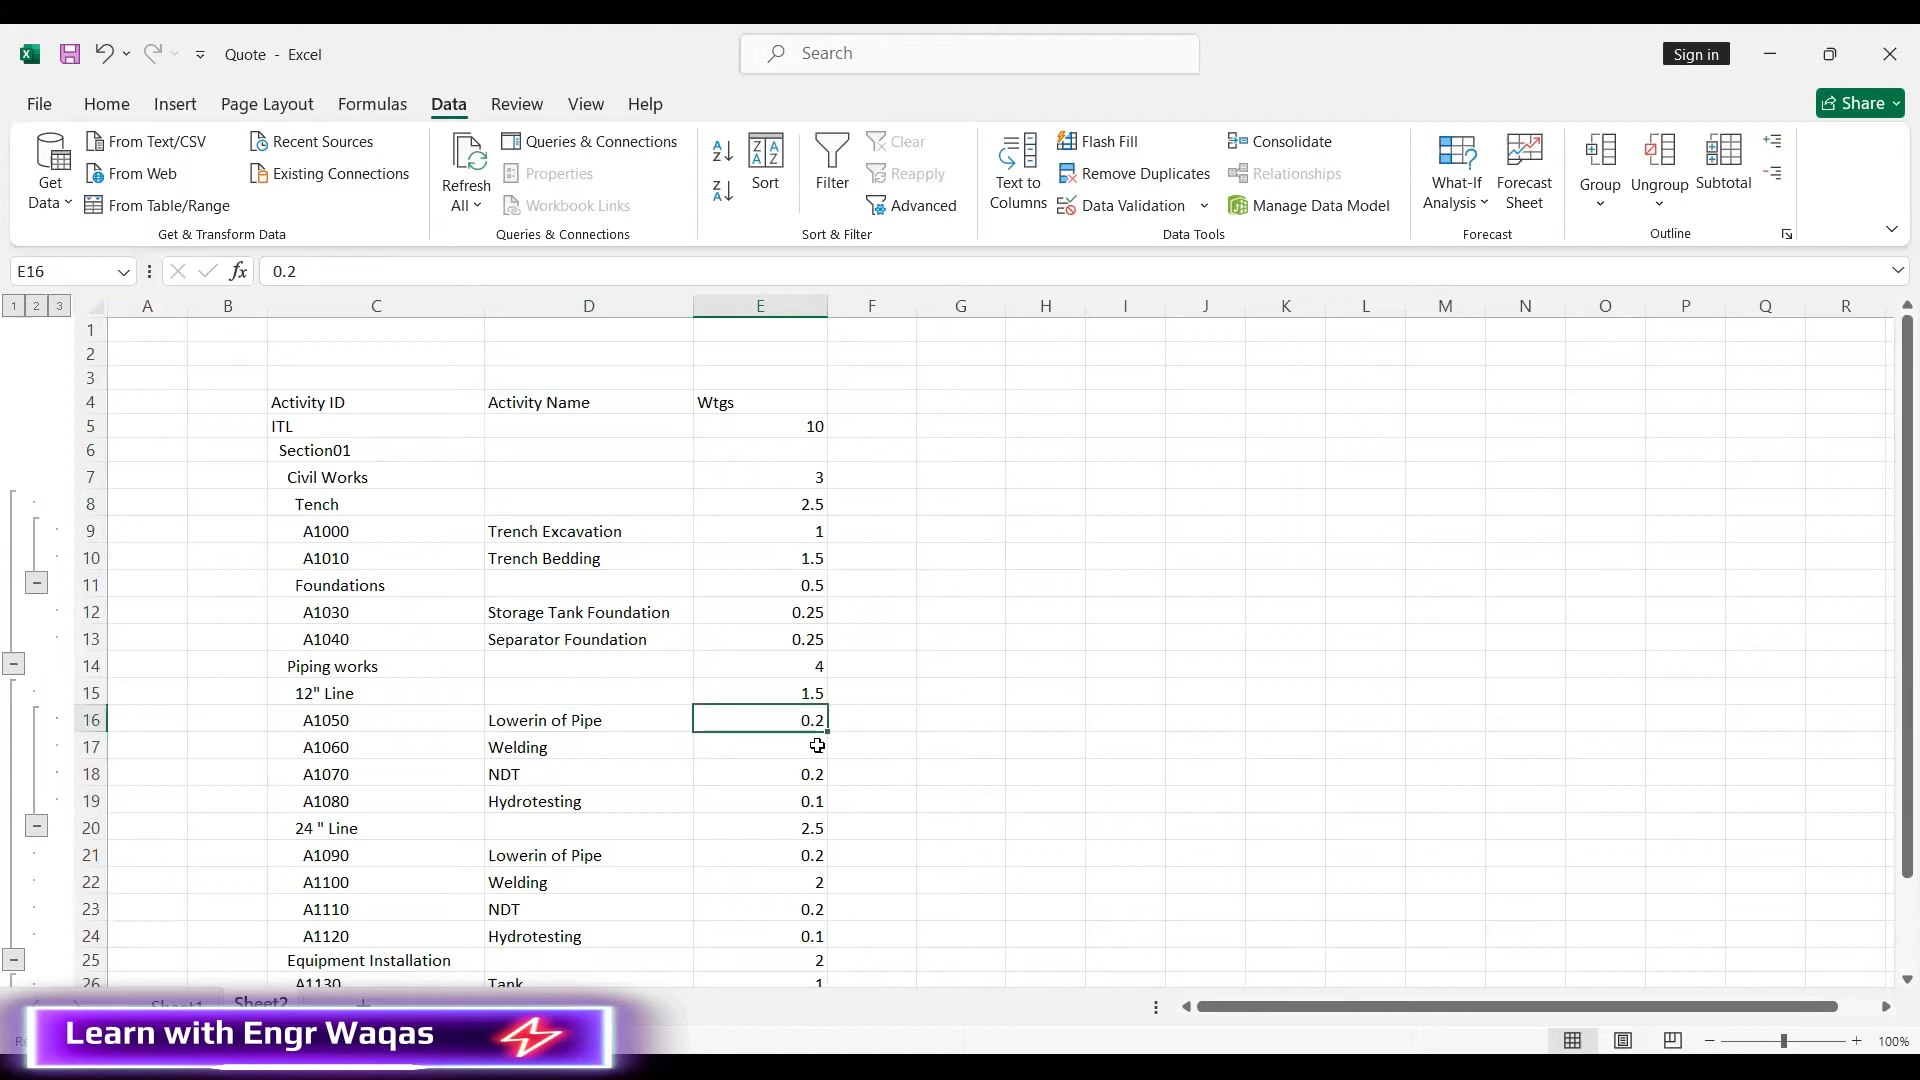 Quote - Excel
Search
Sign in
File Home Insert Page Layout Formulas Data Review View Help
Share
Get Data
From Text/CSV
From Web
From Table/Range
Recent Sources
Existing Connections
Get & Transform Data
Refresh All
Queries & Connections
Properties
Workbook Links
Queries & Connections
Sort
Filter
Clear
Reapply
Advanced
Sort & Filter
Text to Columns
Flash Fill
Remove Duplicates
Data Validation
Consolidate
Relationships
Manage Data Model
Data Tools
What-If Analysis
Forecast Sheet
Forecast
Group
Ungroup
Subtotal
Outline
E16 fx 0.2
1 2 3
A B C D E F G H I J K L M N O P Q R
1
2
3
4 Activity ID Activity Name Wtgs
5 ITL 10
6 Section01
7 Civil Works 3
8 Tench 2.5
9 A1000 Trench Excavation 1
10 A1010 Trench Bedding 1.5
11 Foundations 0.5
12 A1030 Storage Tank Foundation 0.25
13 A1040 Separator Foundation 0.25
14 Piping works 4
15 12" Line 1.5
16 A1050 Lowerin of Pipe 0.2
17 A1060 Welding
18 A1070 NDT 0.2
19 A1080 Hydrotesting 0.1
20 24 " Line 2.5
21 A1090 Lowerin of Pipe 0.2
22 A1100 Welding 2
23 A1110 NDT 0.2
24 A1120 Hydrotesting 0.1
25 Equipment Installation 2
26 A1130 Tank 1
Sheet1 Sheet2
Learn with Engr Waqas
100%